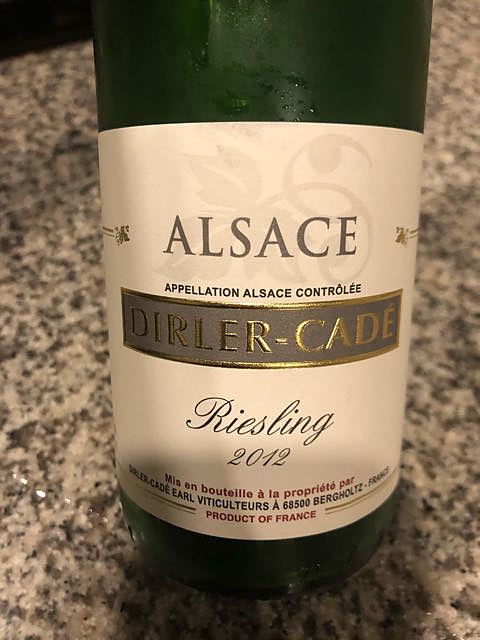 ALSACE
APPELLATION ALSACE CONTRÔLÉE
DIRLER-CADÉ
Riesling
2012
Mis en bouteille à la propriété par
DIRLER-CADÉ EARL VITICULTEURS À 68500 BERGHOLTZ - FRANCE
PRODUCT OF FRANCE